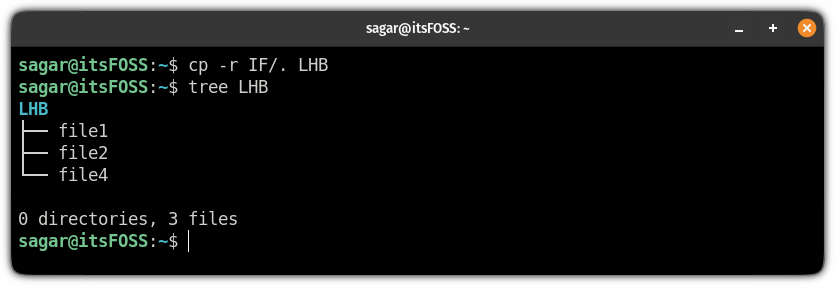 sagar@itsFOSS: ~
sagar@itsFOSS:~$ cp -r IF/. LHB
sagar@itsFOSS:~$ tree LHB
LHB
├── file1
├── file2
└── file4
0 directories, 3 files
sagar@itsFOSS:~$